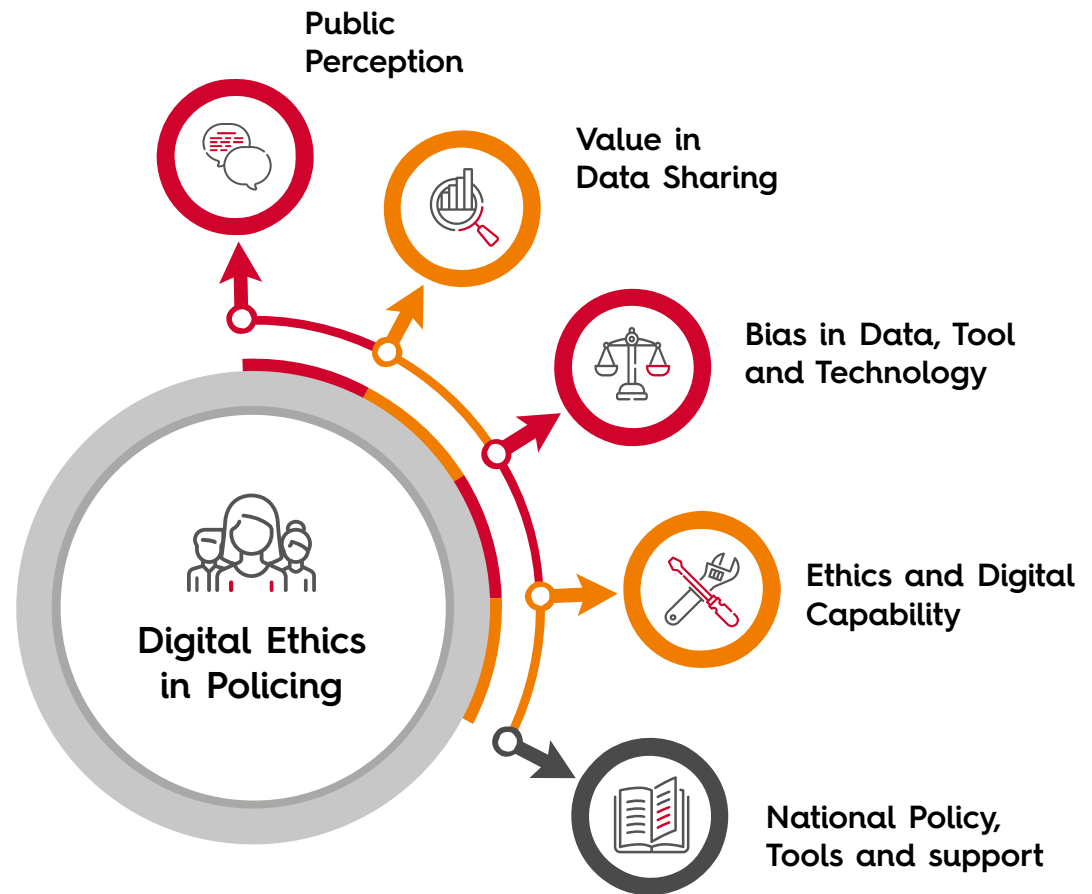 Public
Perception
Value in
Data Sharing
Bias in Data, Tool
and Technology
Ethics and Digital
Capability
Digital Ethics
in Policing
National Policy,
Tools and support